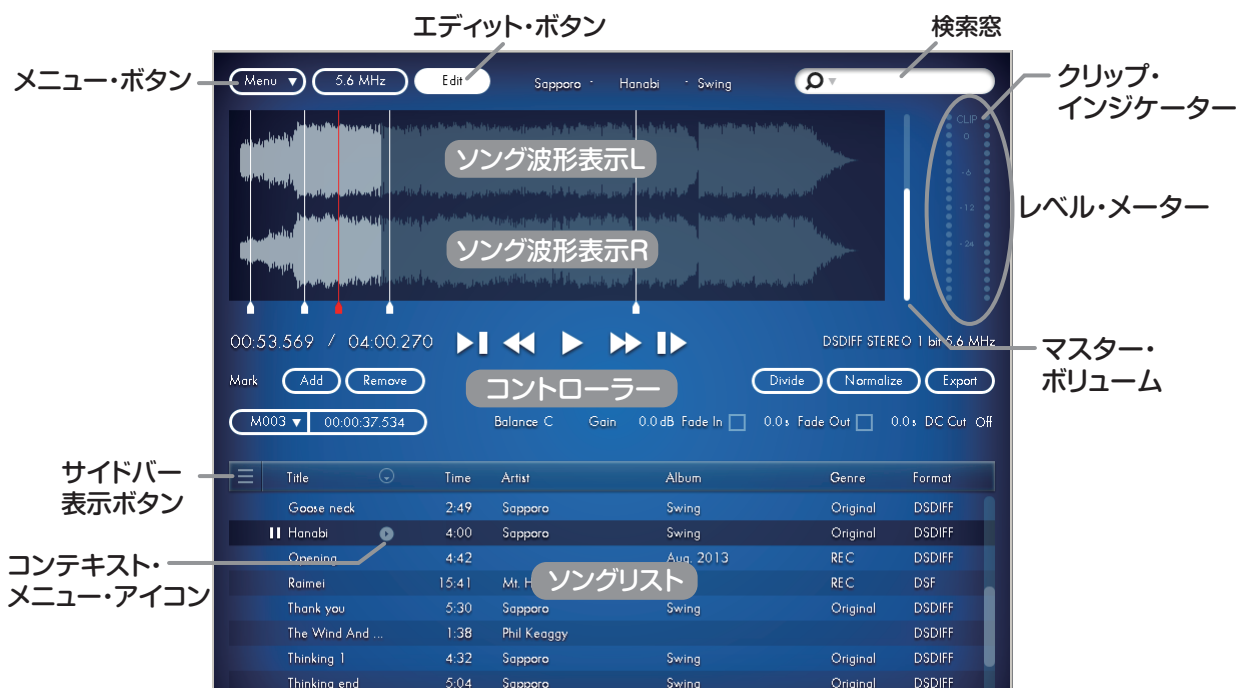 エディット・ボタン
検索窓
メニュー・ボタン
Menu ▼ 5.6 MHz Edit Sapporo - Hanabi - Swing
クリップ・
インジケーター
CLIP
0
-6
-12
-24
ソング波形表示L
レベル・メーター
ソング波形表示R
00:53.569 / 04:00.270 DSDIFF STEREO 1 bit 5.6 MHz
マスター・
ボリューム
Mark Add Remove コントローラー Divide Normalize Export
M003 ▼ 00:00:37.534 Balance C Gain 0.0 dB Fade In 0.0 s Fade Out 0.0 s DC Cut Off
サイドバー
表示ボタン
Title Time Artist Album Genre Format
Goose neck 2:49 Sapporo Swing Original DSDIFF
Hanabi 4:00 Sapporo Swing Original DSDIFF
コンテキスト・
メニュー・アイコン
Opening 4:42 Aug. 2013 REC DSDIFF
ソングリスト
Raimei 15:41 Mt. H REC DSF
Thank you 5:30 Sapporo Swing Original DSDIFF
The Wind And ... 1:38 Phil Keaggy DSDIFF
Thinking 1 4:32 Sapporo Swing Original DSDIFF
Thinking end 5:04 Sapporo Swing Original DSDIFF